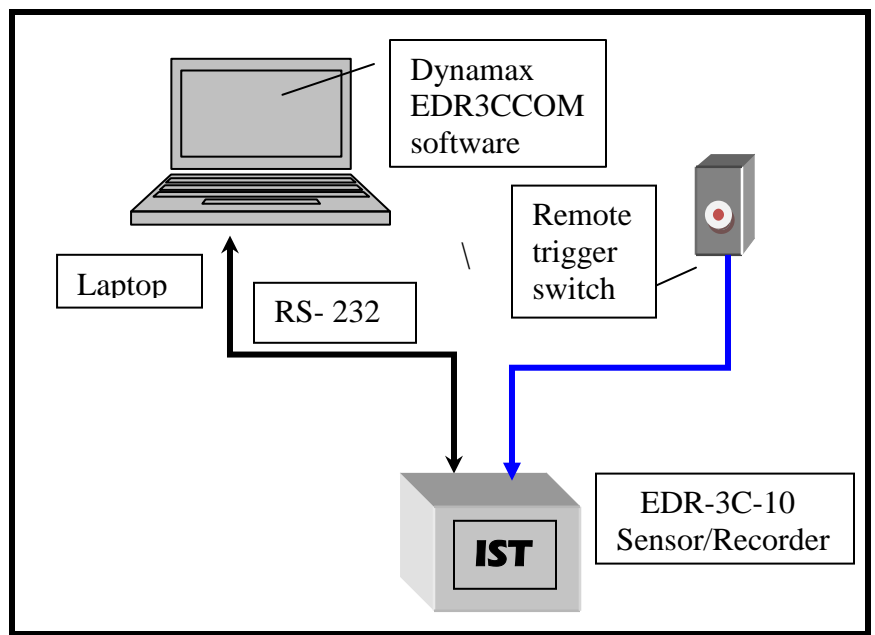 Dynamax
EDR3CCOM
software
Remote
trigger
switch
Laptop
RS- 232
EDR-3C-10
Sensor/Recorder
IST